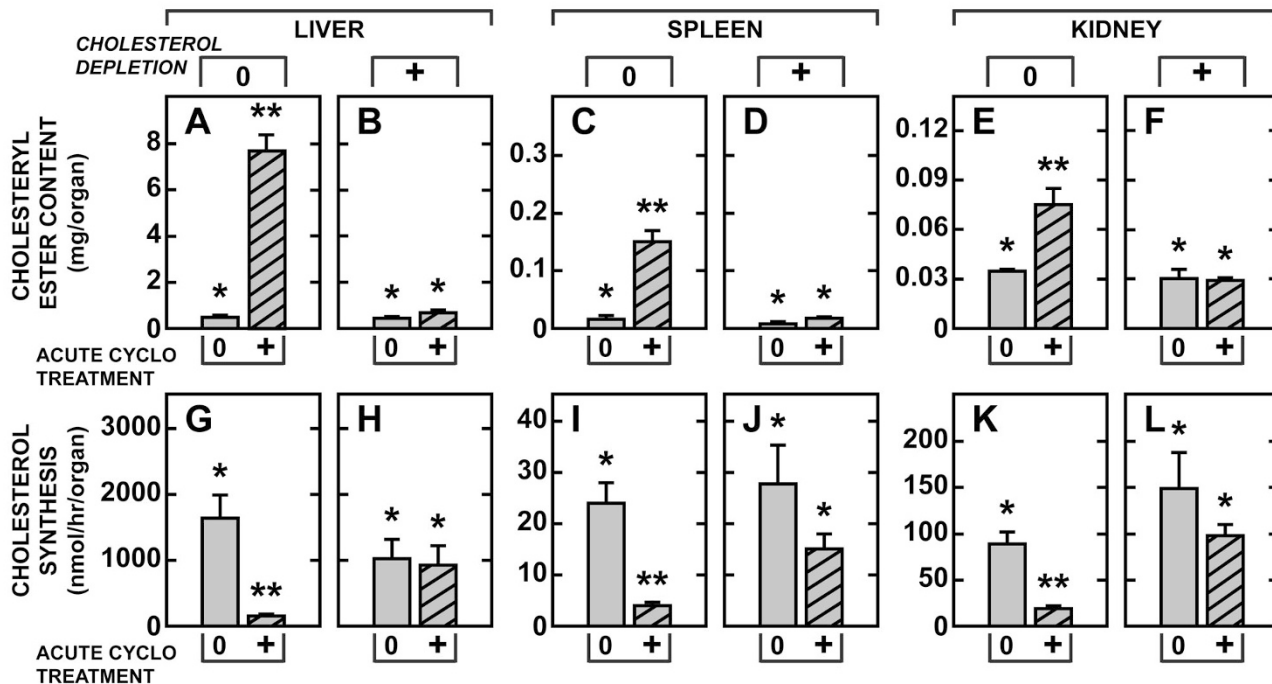 LIVER SPLEEN KIDNEY
CHOLESTEROL
DEPLETION
0 + 0 + 0 +
CHOLESTERYL
ESTER CONTENT
(mg/organ)
A B C D E F
8
6
4
2
0
0.3
0.2
0.1
0
0.12
0.09
0.06
0.03
0
* ** * * * ** * * * ** * *
ACUTE CYCLO
TREATMENT
0 + 0 + 0 + 0 + 0 + 0 +
CHOLESTEROL
SYNTHESIS
(nmol/hr/organ)
G H I J K L
3000
2000
1000
0
40
30
20
10
0
200
150
100
50
0
* ** * * * ** * * * ** * *
ACUTE CYCLO
TREATMENT
0 + 0 + 0 + 0 + 0 + 0 +